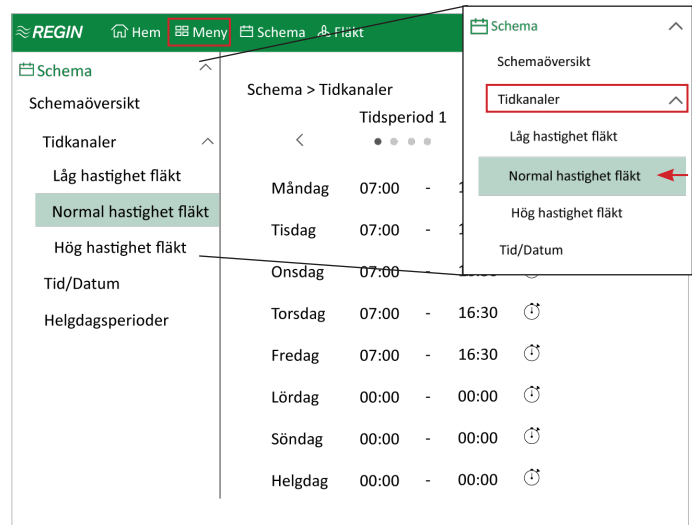 ≈REGIN Hem Meny Schema Fläkt
Schema
Schemaöversikt
Tidkanaler
Låg hastighet fläkt
Normal hastighet fläkt
Hög hastighet fläkt
Tid/Datum
Helgdagsperioder
Schema > Tidkanaler
Tidsperiod 1
Måndag 07:00 - 1
Tisdag 07:00 - 1
Onsdag 07:00 -
Torsdag 07:00 - 16:30
Fredag 07:00 - 16:30
Lördag 00:00 - 00:00
Söndag 00:00 - 00:00
Helgdag 00:00 - 00:00
Schema
Schemaöversikt
Tidkanaler
Låg hastighet fläkt
Normal hastighet fläkt
Hög hastighet fläkt
Tid/Datum